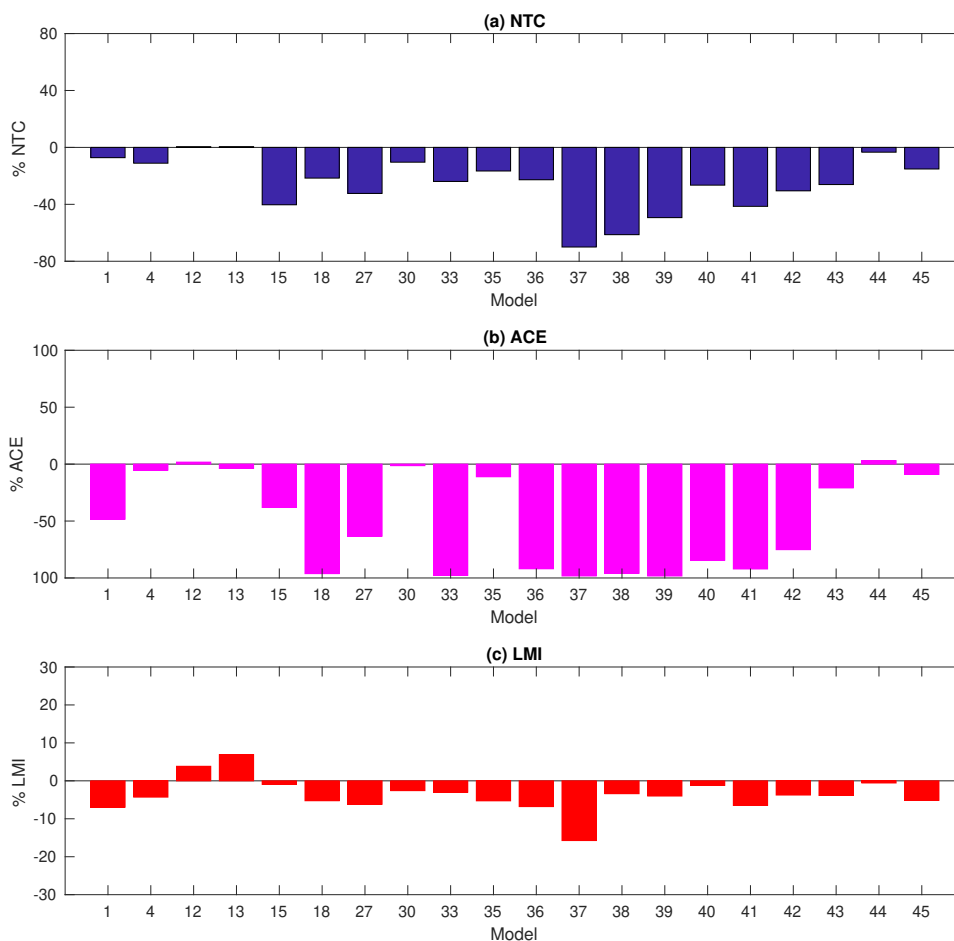 (a) NTC
80
40
0
-40
-80
% NTC
1 4 12 13 15 18 27 30 33 35 36 37 38 39 40 41 42 43 44 45
Model
(b) ACE
100
50
0
-50
100
% ACE
1 4 12 13 15 18 27 30 33 35 36 37 38 39 40 41 42 43 44 45
Model
(c) LMI
30
20
10
0
-10
-20
-30
% LMI
1 4 12 13 15 18 27 30 33 35 36 37 38 39 40 41 42 43 44 45
Model